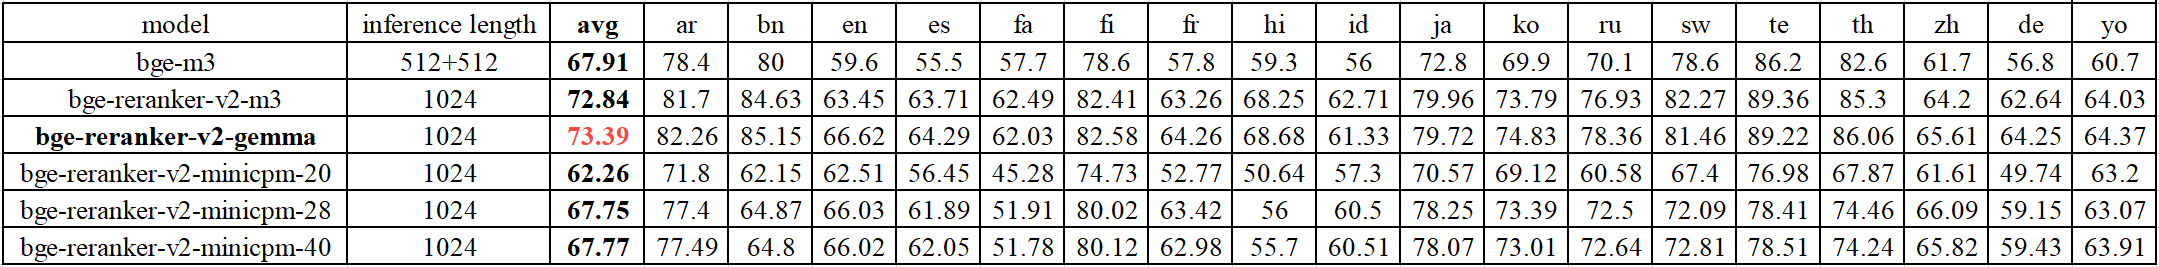 model inference length avg ar bn en es fa fi fr hi id ja ko ru sw te th zh de yo
bge-m3 512+512 67.91 78.4 80 59.6 55.5 57.7 78.6 57.8 59.3 56 72.8 69.9 70.1 78.6 86.2 82.6 61.7 56.8 60.7
bge-reranker-v2-m3 1024 72.84 81.7 84.63 63.45 63.71 62.49 82.41 63.26 68.25 62.71 79.96 73.79 76.93 82.27 89.36 85.3 64.2 62.64 64.03
bge-reranker-v2-gemma 1024 73.39 82.26 85.15 66.62 64.29 62.03 82.58 64.26 68.68 61.33 79.72 74.83 78.36 81.46 89.22 86.06 65.61 64.25 64.37
bge-reranker-v2-minicpm-20 1024 62.26 71.8 62.15 62.51 56.45 45.28 74.73 52.77 50.64 57.3 70.57 69.12 60.58 67.4 76.98 67.87 61.61 49.74 63.2
bge-reranker-v2-minicpm-28 1024 67.75 77.4 64.87 66.03 61.89 51.91 80.02 63.42 56 60.5 78.25 73.39 72.5 72.09 78.41 74.46 66.09 59.15 63.07
bge-reranker-v2-minicpm-40 1024 67.77 77.49 64.8 66.02 62.05 51.78 80.12 62.98 55.7 60.51 78.07 73.01 72.64 72.81 78.51 74.24 65.82 59.43 63.91